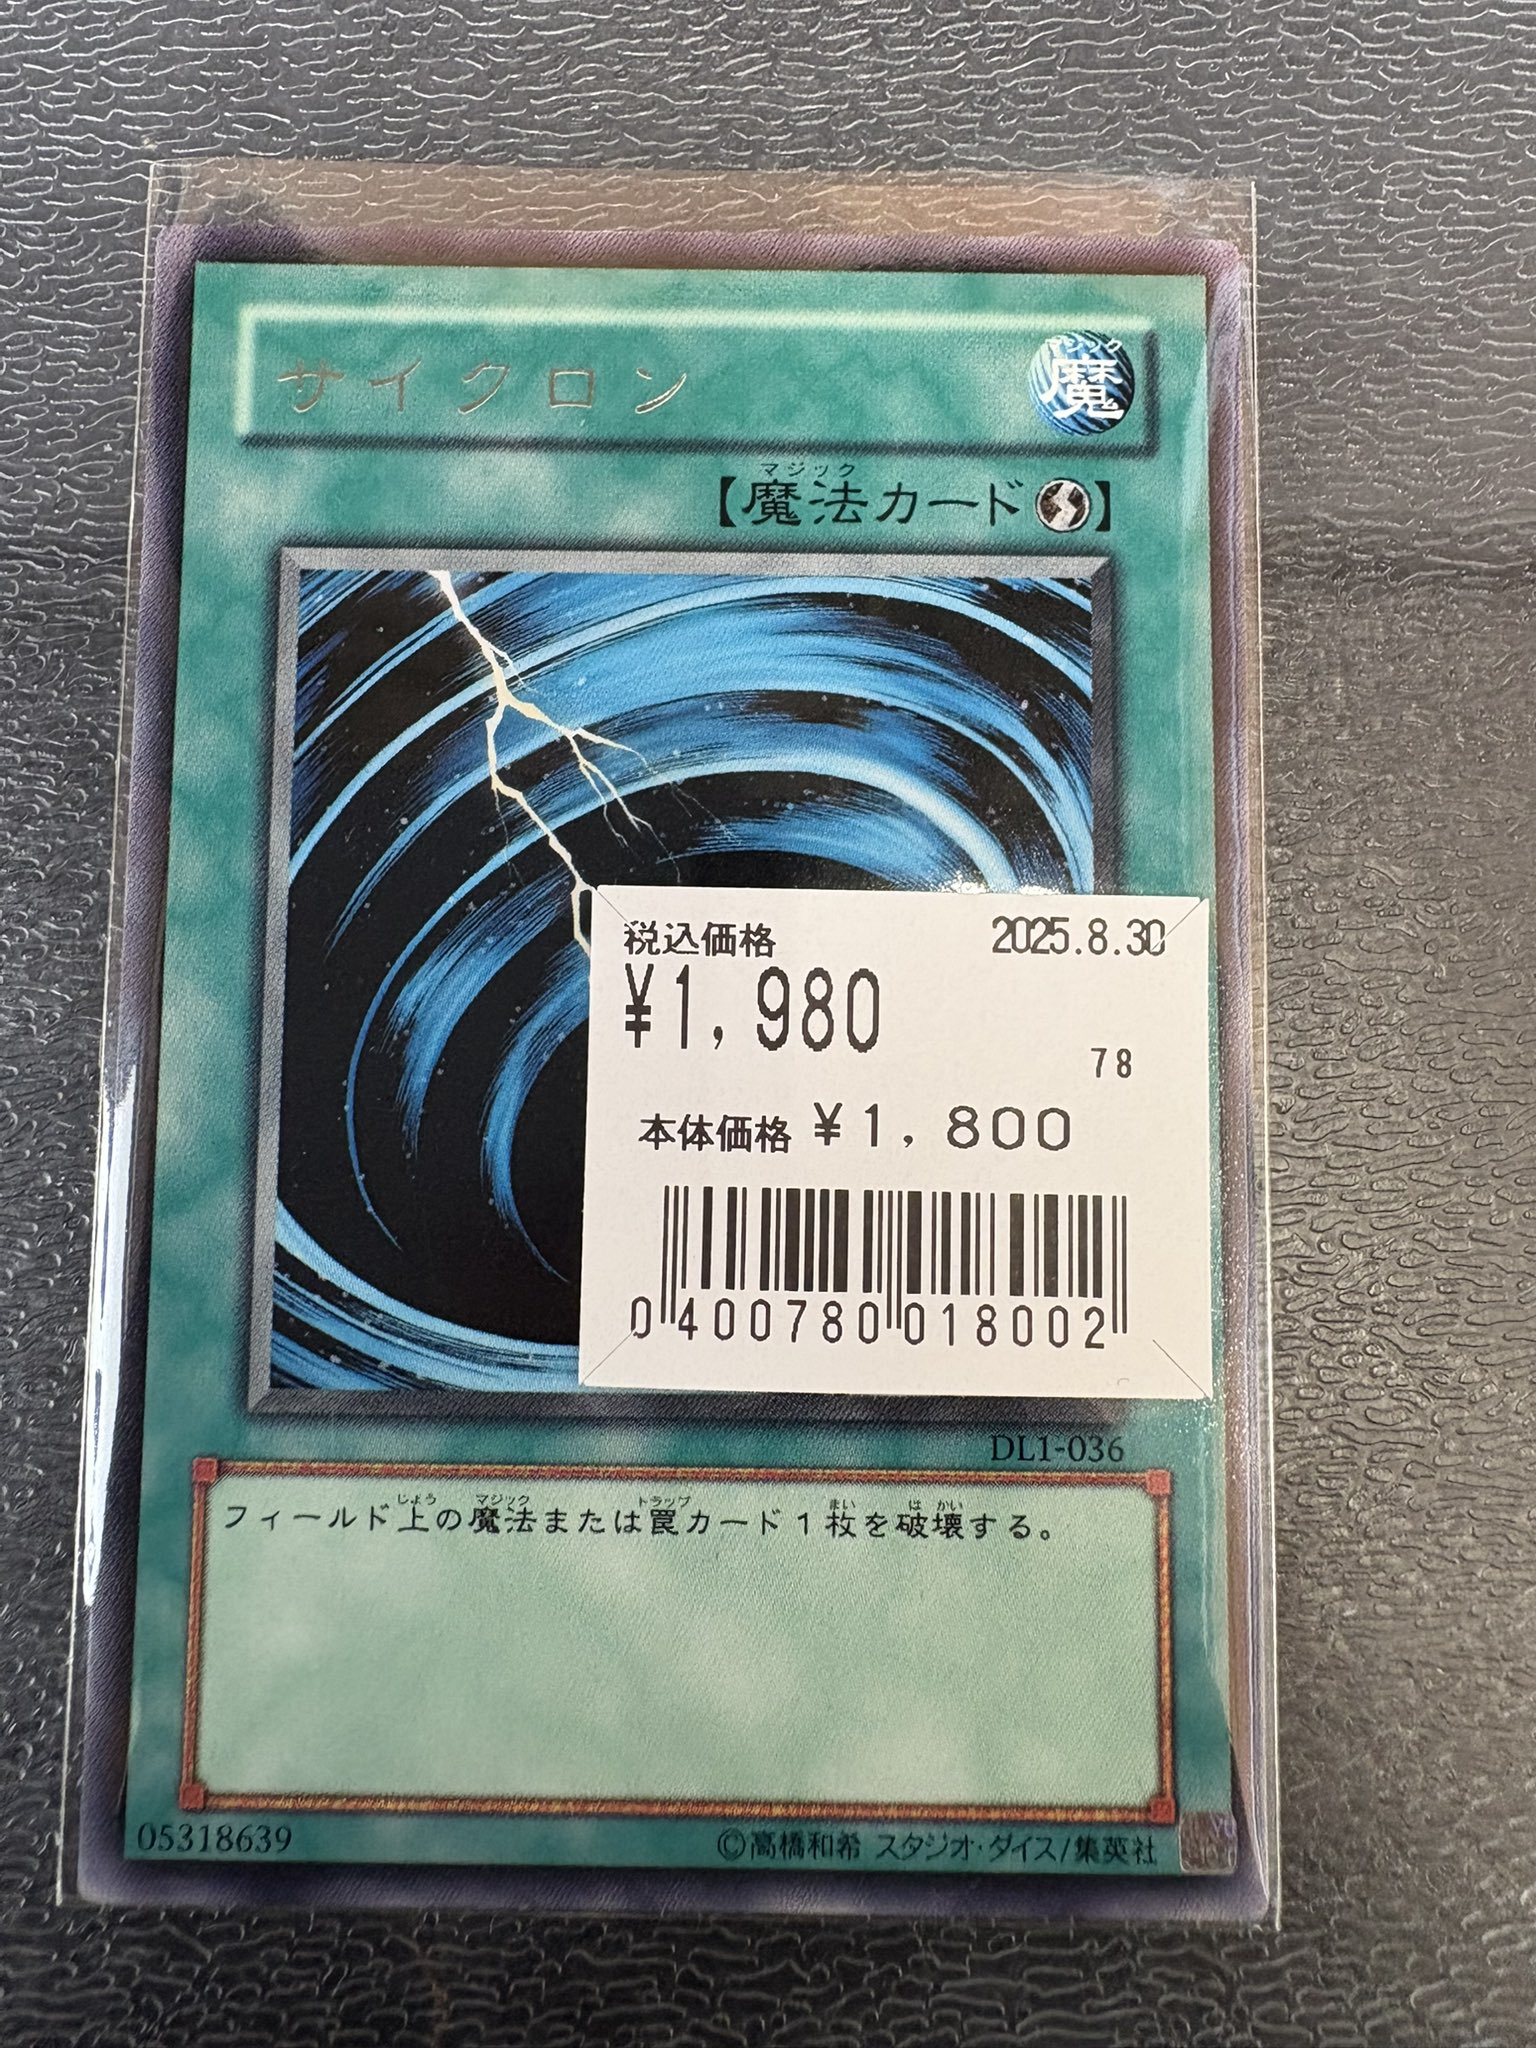 サイクロン
マジック
魔
マジック
【魔法カード】
税込価格 2025.8.30
¥1,980
78
本体価格 ¥1,800
0400780018002
DL1-036
じょう マジック トラップ まい は かい
フィールド上の魔法または罠カード1枚を破壊する。
05318639
©高橋和希 スタジオ・ダイス/集英社